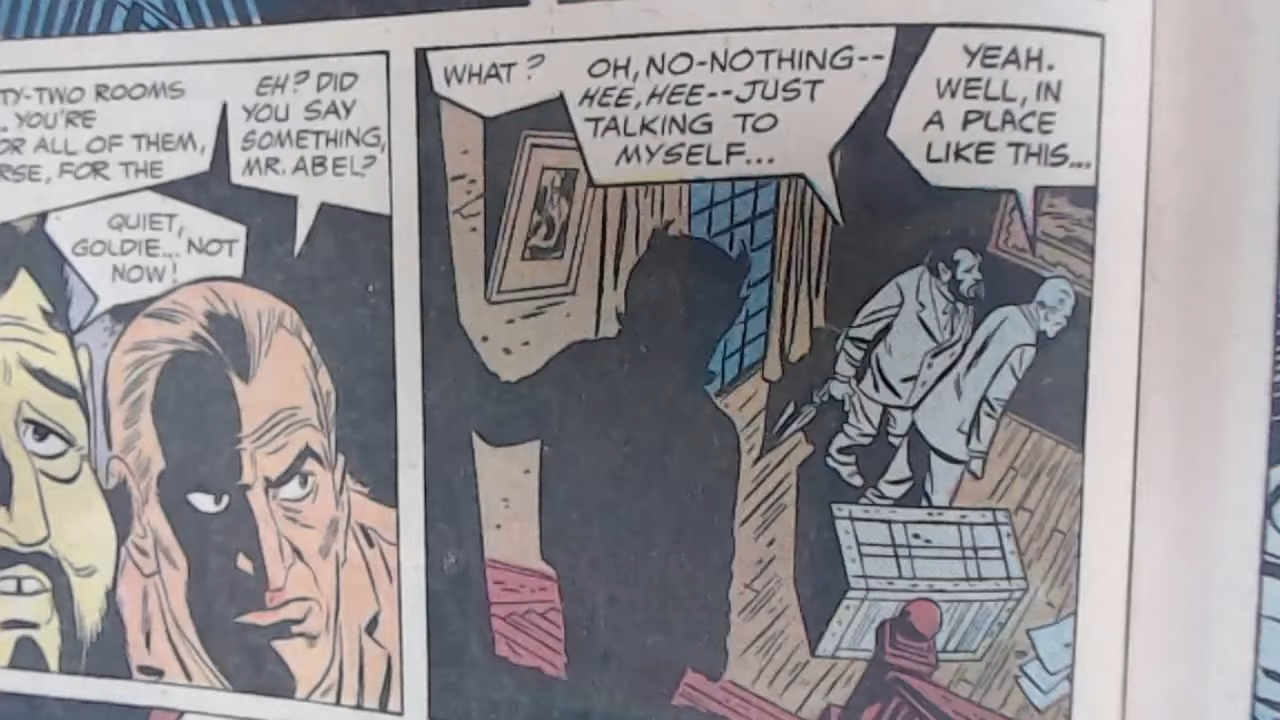 TY-TWO ROOMS
.. YOU'RE
OR ALL OF THEM,
RSE, FOR THE
QUIET,
GOLDIE... NOT
NOW!
EH? DID
YOU SAY
SOMETHING,
MR. ABEL?
WHAT?
OH, NO-NOTHING--
HEE, HEE--JUST
TALKING TO
MYSELF...
YEAH.
WELL, IN
A PLACE
LIKE THIS...